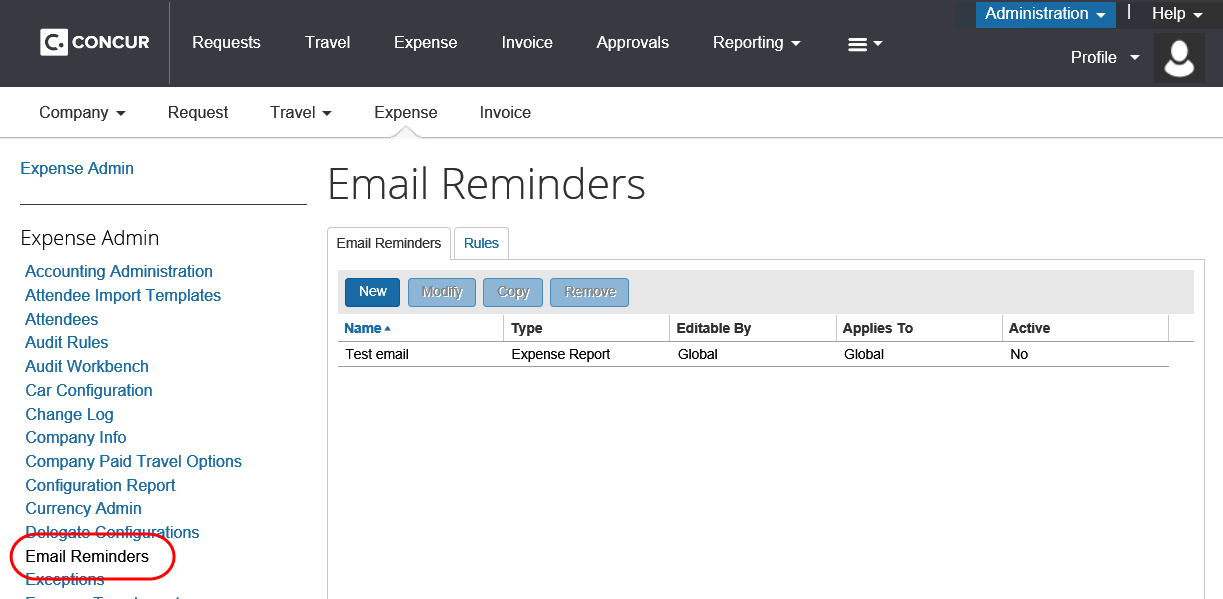 Administration | Help
CONCUR Requests Travel Expense Invoice Approvals Reporting
Profile
Company Request Travel Expense Invoice
Expense Admin
Email Reminders
Expense Admin
Email Reminders Rules
Accounting Administration
Attendee Import Templates
Attendees
Audit Rules
Audit Workbench
Car Configuration
Change Log
Company Info
Company Paid Travel Options
Configuration Report
Currency Admin
Delegate Configurations
Email Reminders
Exceptions
New Modify Copy Remove
Name Type Editable By Applies To Active
Test email Expense Report Global Global No